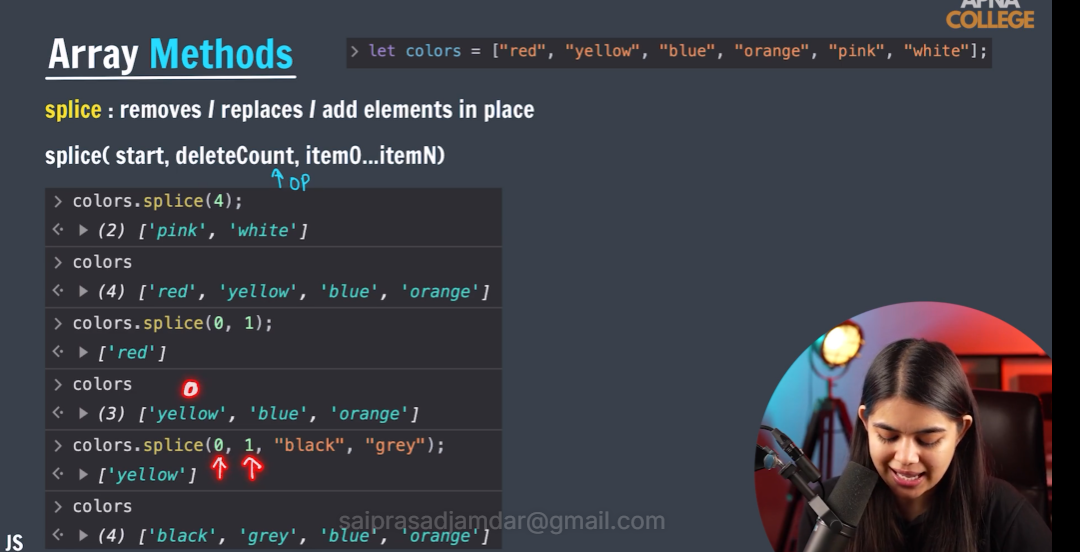 APNA
COLLEGE
Array Methods
> let colors = ["red", "yellow", "blue", "orange", "pink", "white"];
splice : removes / replaces / add elements in place
splice( start, deleteCount, item0...itemN)
↑ OP
> colors.splice(4);
<· ▶ (2) ['pink', 'white']
> colors
<· ▶ (4) ['red', 'yellow', 'blue', 'orange']
> colors.splice(0, 1);
<· ▶ ['red']
> colors
0
<· ▶ (3) ['yellow', 'blue', 'orange']
> colors.splice(0, 1, "black", "grey");
<· ▶ ['yellow'] ↑ ↑
> colors
saiprasadjamdar@gmail.com
<· ▶ (4) ['black', 'grey', 'blue', 'orange']
JS